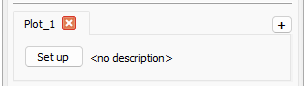 Plot_1 +
Set up <no description>